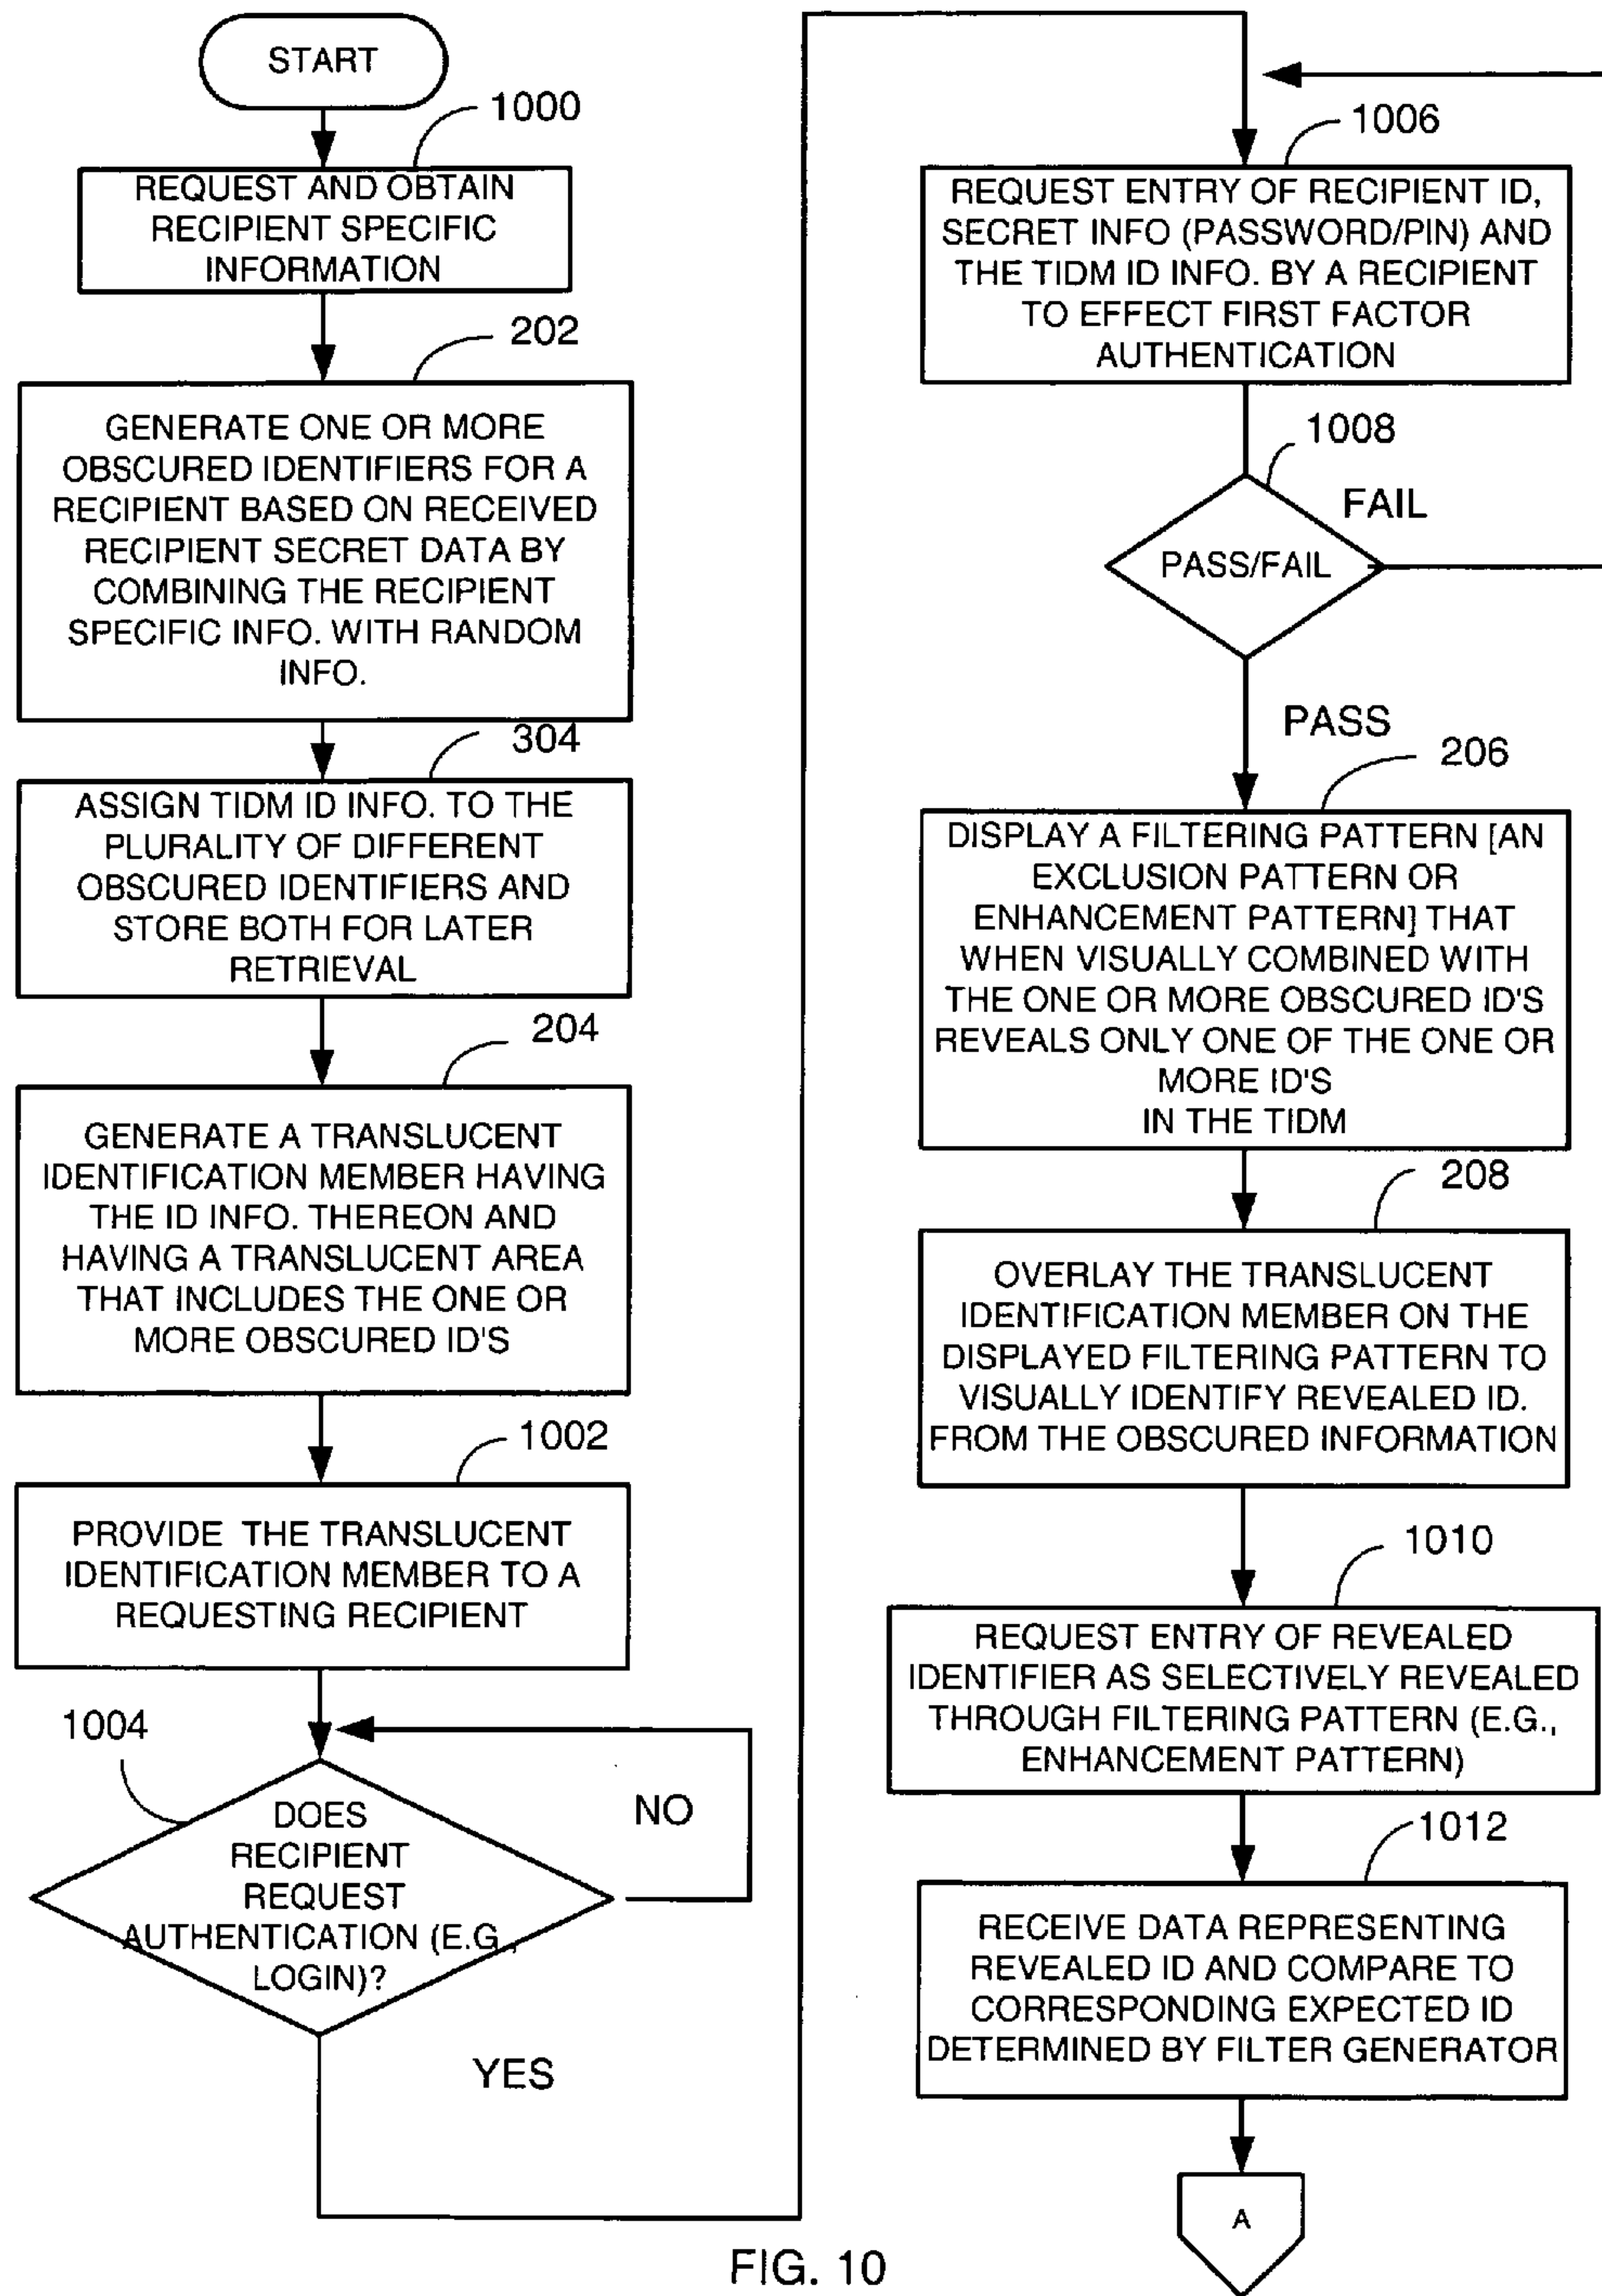 START
1000
REQUEST AND OBTAIN
RECIPIENT SPECIFIC
INFORMATION
202
GENERATE ONE OR MORE
OBSCURED IDENTIFIERS FOR A
RECIPIENT BASED ON RECEIVED
RECIPIENT SECRET DATA BY
COMBINING THE RECIPIENT
SPECIFIC INFO. WITH RANDOM
INFO.
304
ASSIGN TIDM ID INFO. TO THE
PLURALITY OF DIFFERENT
OBSCURED IDENTIFIERS AND
STORE BOTH FOR LATER
RETRIEVAL
204
GENERATE A TRANSLUCENT
IDENTIFICATION MEMBER HAVING
THE ID INFO. THEREON AND
HAVING A TRANSLUCENT AREA
THAT INCLUDES THE ONE OR
MORE OBSCURED ID'S
1002
PROVIDE THE TRANSLUCENT
IDENTIFICATION MEMBER TO A
REQUESTING RECIPIENT
1004
DOES
RECIPIENT
REQUEST
AUTHENTICATION (E.G.,
LOGIN)?
NO
YES
1006
REQUEST ENTRY OF RECIPIENT ID,
SECRET INFO (PASSWORD/PIN) AND
THE TIDM ID INFO. BY A RECIPIENT
TO EFFECT FIRST FACTOR
AUTHENTICATION
1008
FAIL
PASS/FAIL
PASS
206
DISPLAY A FILTERING PATTERN [AN
EXCLUSION PATTERN OR
ENHANCEMENT PATTERN] THAT
WHEN VISUALLY COMBINED WITH
THE ONE OR MORE OBSCURED ID'S
REVEALS ONLY ONE OF THE ONE OR
MORE ID'S
IN THE TIDM
208
OVERLAY THE TRANSLUCENT
IDENTIFICATION MEMBER ON THE
DISPLAYED FILTERING PATTERN TO
VISUALLY IDENTIFY REVEALED ID.
FROM THE OBSCURED INFORMATION
1010
REQUEST ENTRY OF REVEALED
IDENTIFIER AS SELECTIVELY REVEALED
THROUGH FILTERING PATTERN (E.G.,
ENHANCEMENT PATTERN)
1012
RECEIVE DATA REPRESENTING
REVEALED ID AND COMPARE TO
CORRESPONDING EXPECTED ID
DETERMINED BY FILTER GENERATOR
A
FIG. 10